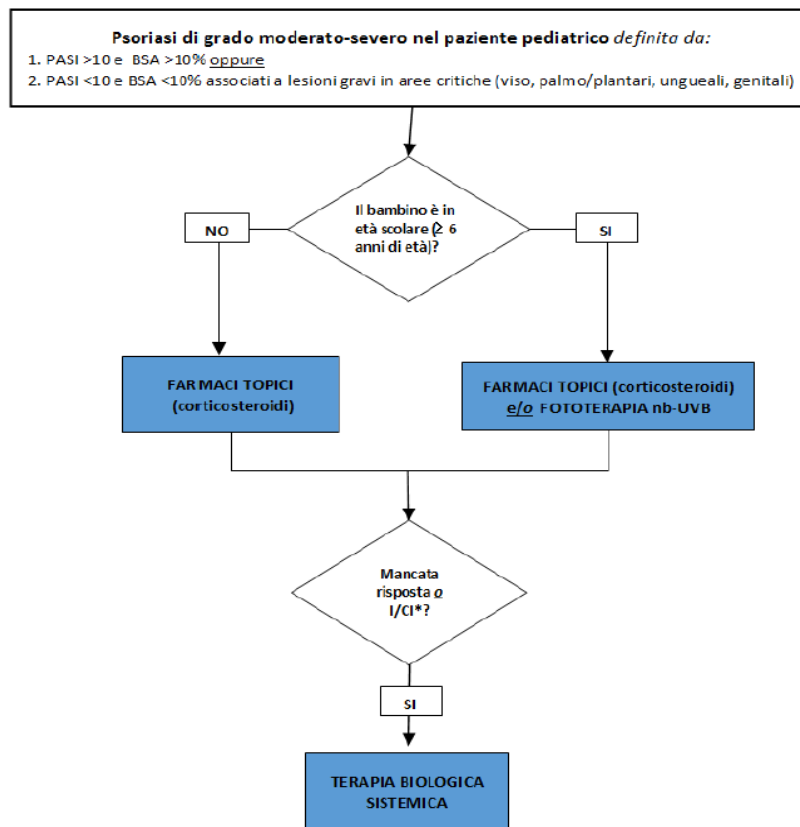 Psoriasi di grado moderato-severo nel paziente pediatrico definita da:
1. PASI >10 e BSA >10% oppure
2. PASI <10 e BSA <10% associati a lesioni gravi in aree critiche (viso, palmo/plantari, ungueali, genitali)
Il bambino è in
età scolare (≥ 6
anni di età)?
NO
SI
FARMACI TOPICI
(corticosteroidi)
FARMACI TOPICI (corticosteroidi)
e/o FOTOTERAPIA nb-UVB
Mancata
risposta o
I/CI*?
SI
TERAPIA BIOLOGICA
SISTEMICA